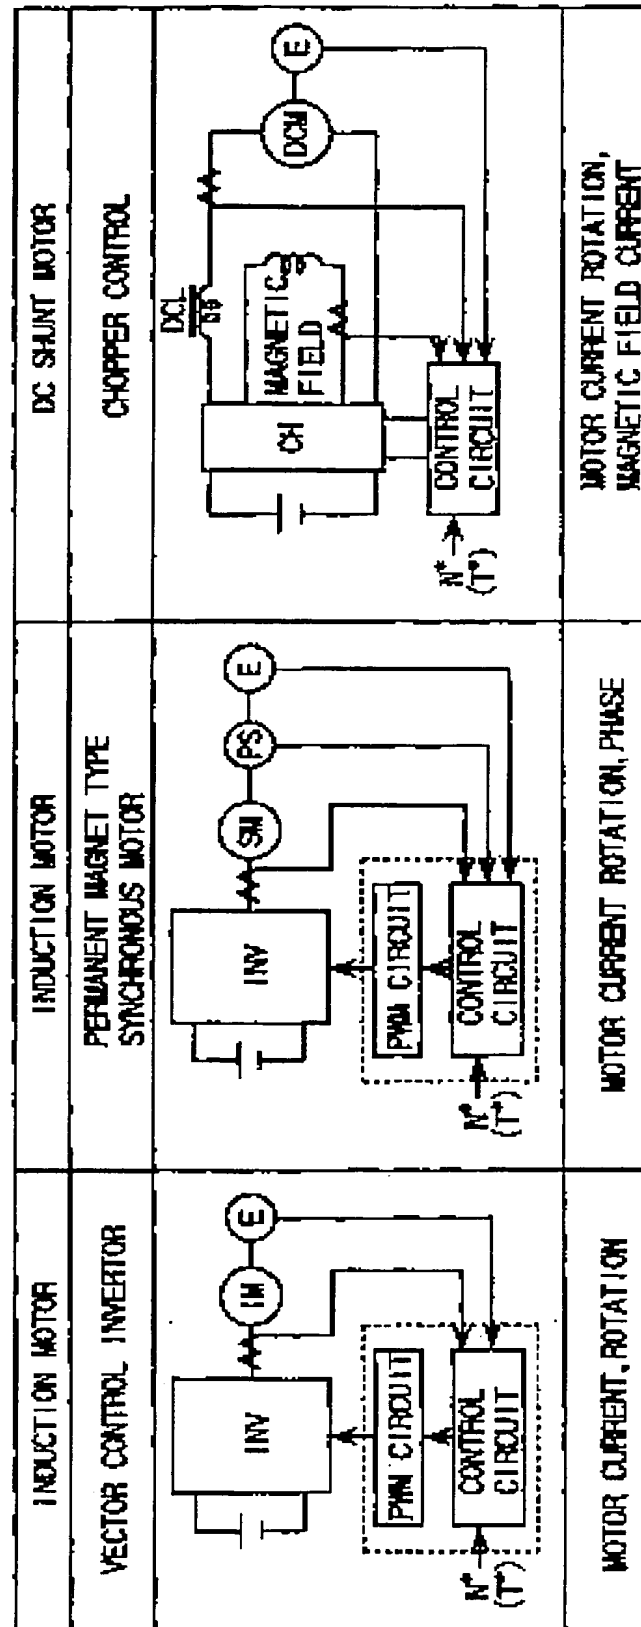 INDUCTION MOTOR
VECTOR CONTROL INVERTOR
INV
IM
E
PWM CIRCUIT
CONTROL
CIRCUIT
N*
(T*)
MOTOR CURRENT, ROTATION
INDUCTION MOTOR
PERMANENT MAGNET TYPE
SYNCHRONOUS MOTOR
INV
SM
PS
E
PWM CIRCUIT
CONTROL
CIRCUIT
N*
(T*)
MOTOR CURRENT ROTATION, PHASE
DC SHUNT MOTOR
CHOPPER CONTROL
DCL
CH
MAGNETIC
FIELD
DCM
E
CONTROL
CIRCUIT
N*
(T*)
MOTOR CURRENT ROTATION,
MAGNETIC FIELD CURRENT